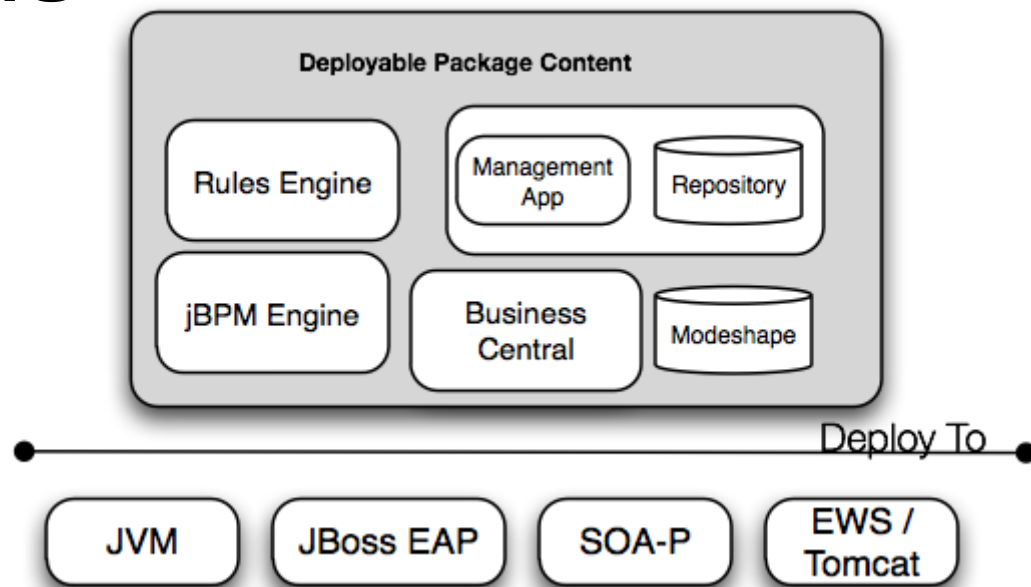 Deployable Package Content
Rules Engine
Management
App
Repository
jBPM Engine
Business
Central
Modeshape
Deploy To
JVM
JBoss EAP
SOA-P
EWS /
Tomcat